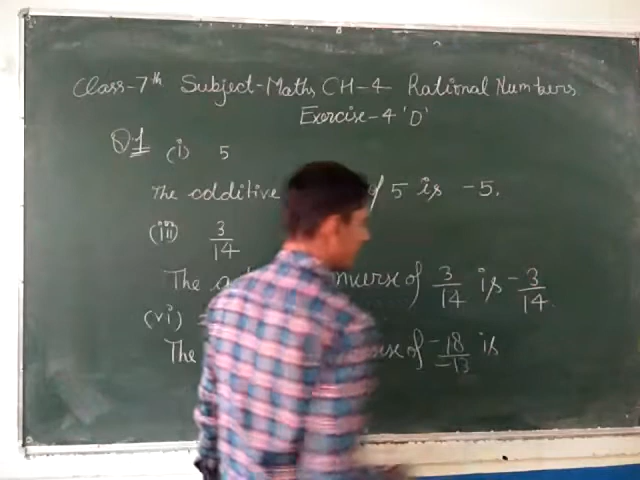 Class-7th Subject-Maths CH-4 Rational Numbers
Exercise-4 'D'
Q.1 (i) 5
The additive of 5 is -5.
(iii) 3/14
The inverse of 3/14 is -3/14.
(vi)
The of -18/-13 is